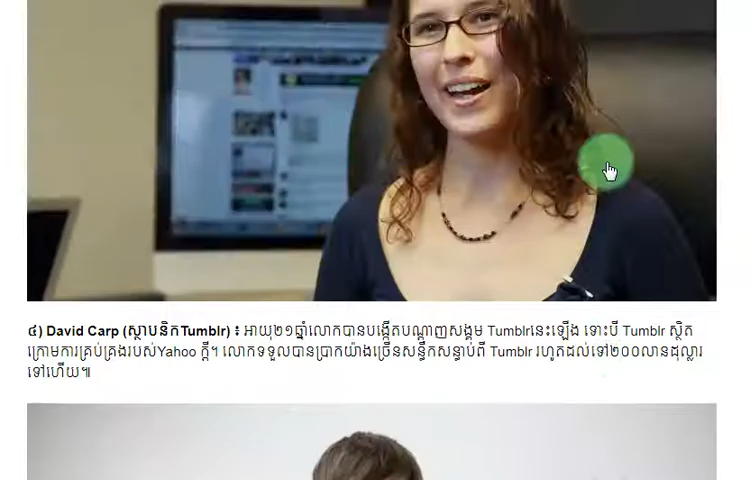 ៤) David Carp (ស្ថាបនិកTumblr) ៖ អាយុ២១ឆ្នាំលោកបានបង្កើតបណ្តាញសង្គម Tumblrនេះឡើង ទោះបី Tumblr ស្ថិត
ក្រោមការគ្រប់គ្រងរបស់Yahoo ក្តី។ លោកទទួលបានប្រាក់យ៉ាងច្រើនសន្ធឹកសន្ធាប់ពី Tumblr រហូតដល់ទៅ២០០លានដុល្លារ
ទៅហើយ៕